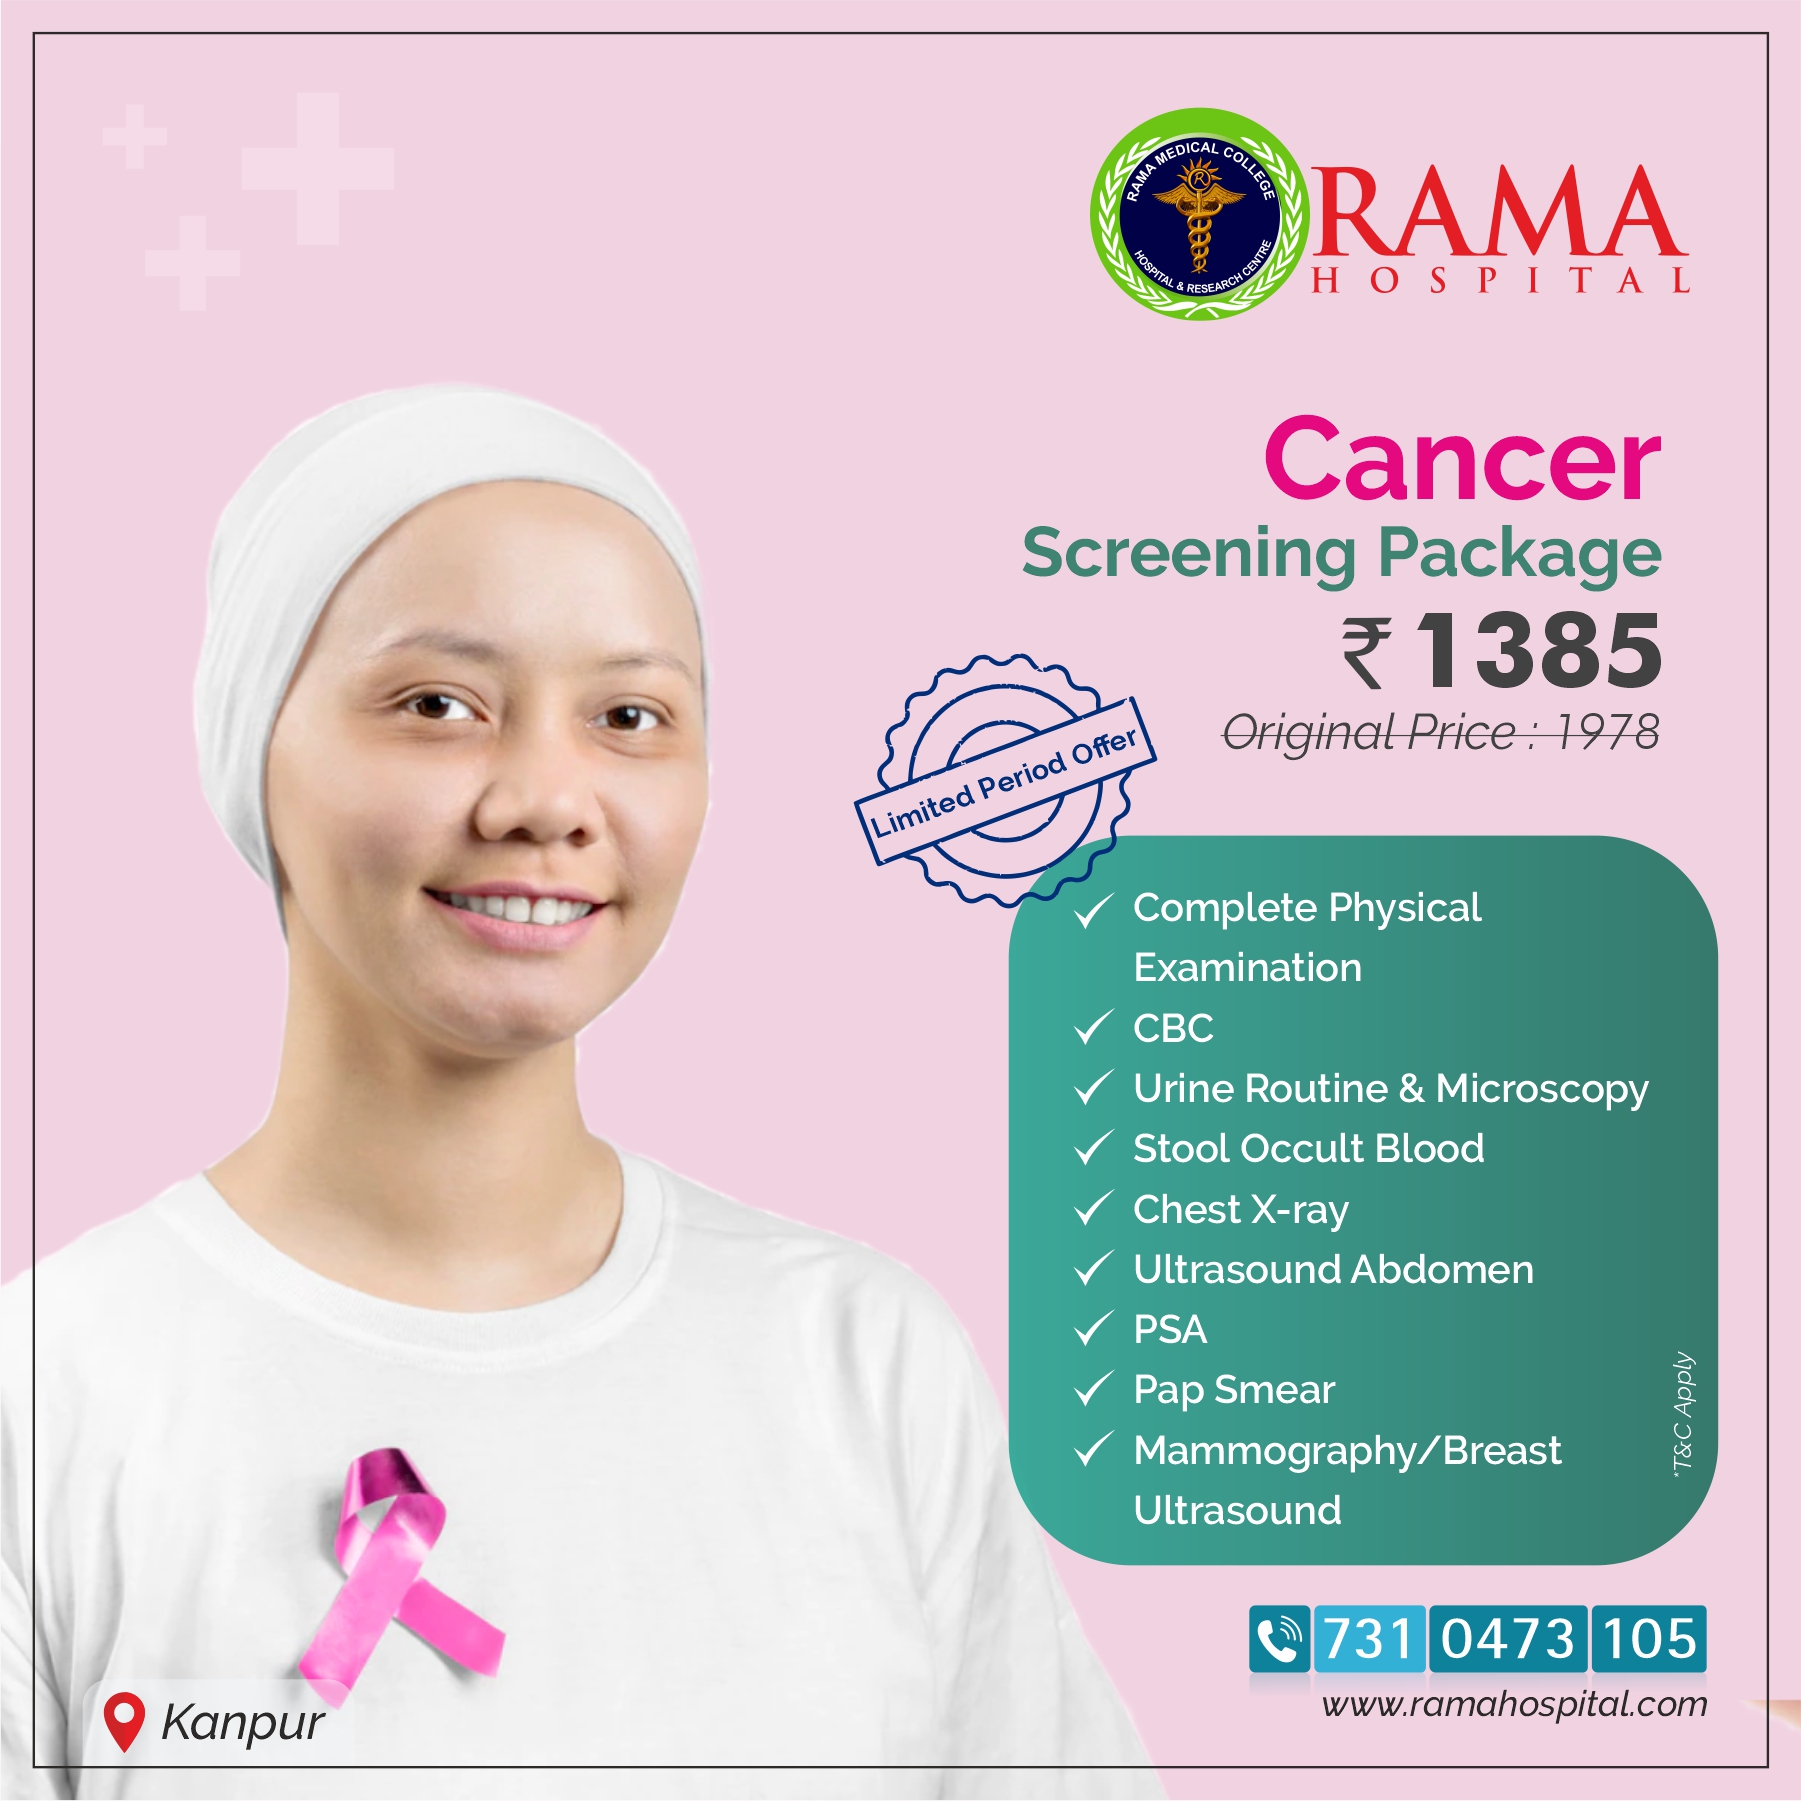 RAMA MEDICAL COLLEGE
HOSPITAL & RESEARCH CENTRE
R
RAMA
HOSPITAL
Cancer
Screening Package
₹ 1385
Original Price : 1978
Limited Period Offer
Complete Physical
Examination
CBC
Urine Routine & Microscopy
Stool Occult Blood
Chest X-ray
Ultrasound Abdomen
PSA
Pap Smear
Mammography/Breast
Ultrasound
*T&C Apply
731 0473 105
www.ramahospital.com
Kanpur